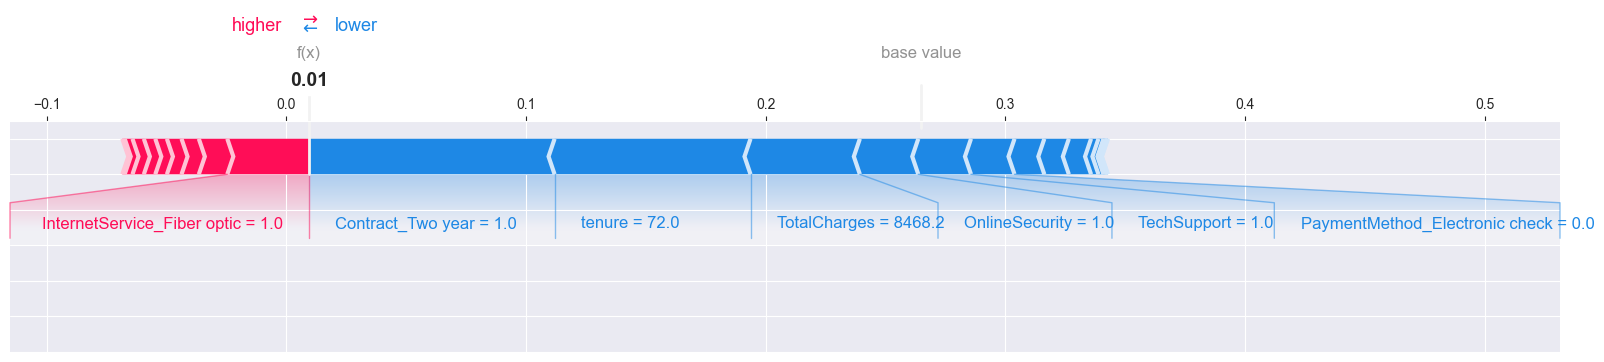 higher ⇄ lower
f(x) base value
0.01
−0.1 0.0 0.1 0.2 0.3 0.4 0.5
InternetService_Fiber optic = 1.0 Contract_Two year = 1.0 tenure = 72.0 TotalCharges = 8468.2 OnlineSecurity = 1.0 TechSupport = 1.0 PaymentMethod_Electronic check = 0.0